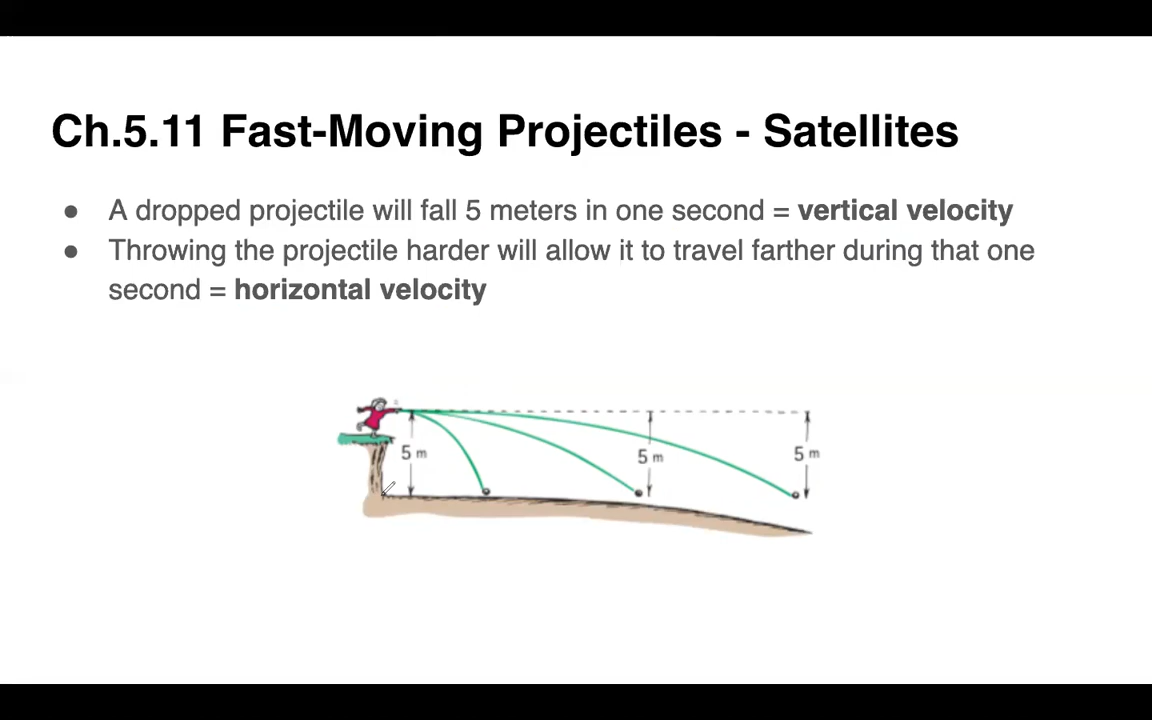 Ch.5.11 Fast-Moving Projectiles - Satellites
● A dropped projectile will fall 5 meters in one second = vertical velocity
● Throwing the projectile harder will allow it to travel farther during that one
second = horizontal velocity
5 m
5 m
5 m